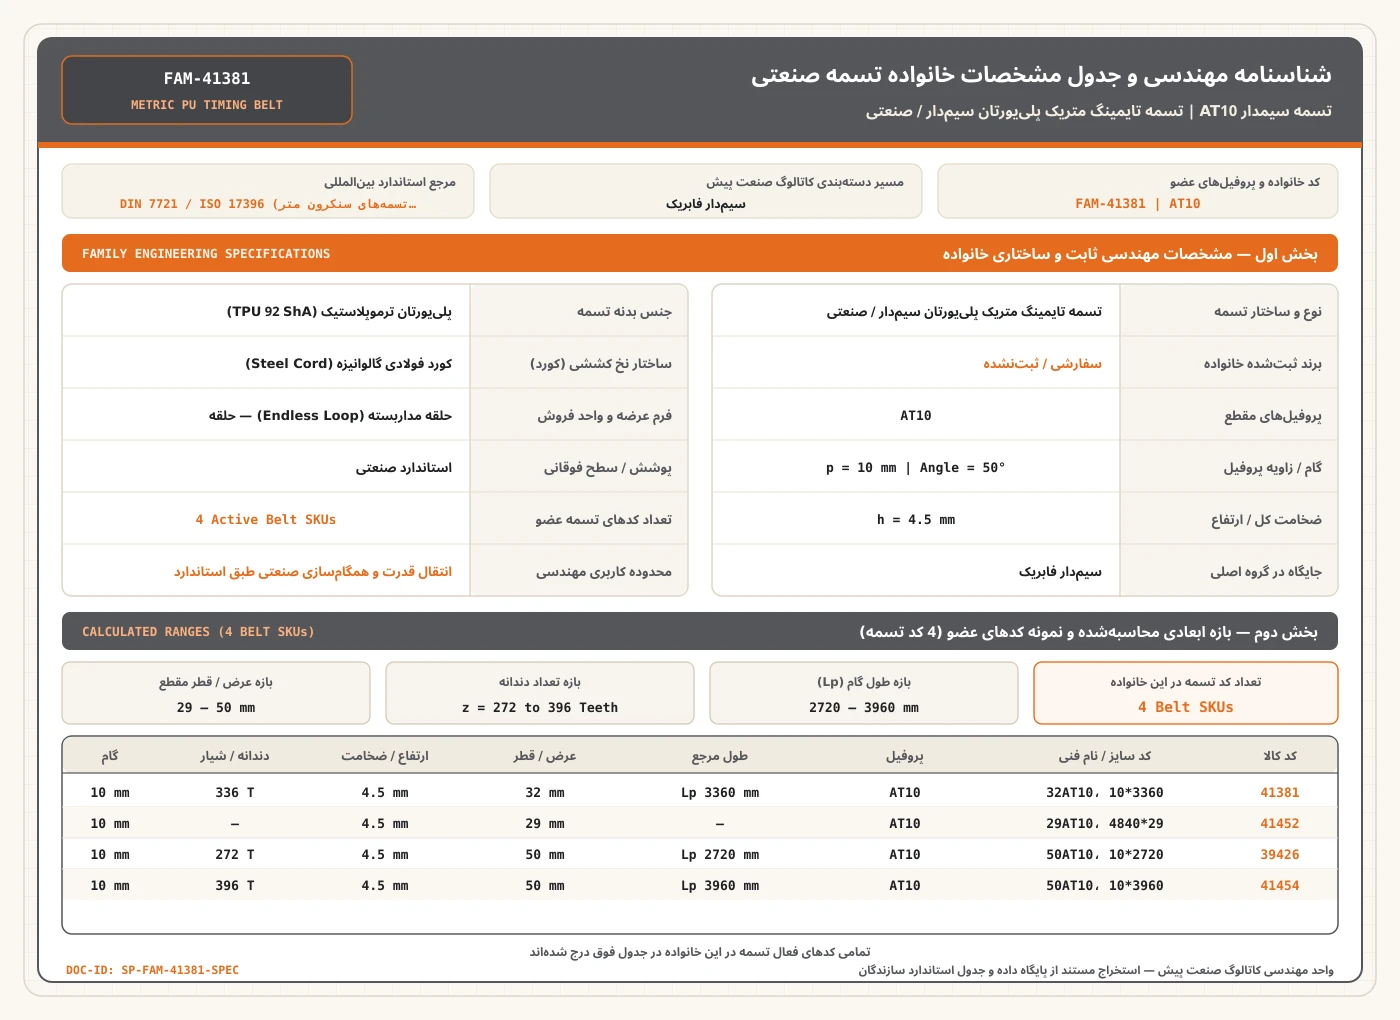 شناسنامه مهندسی و جدول مشخصات خانواده تسمه صنعتی
تسمه سیمدار AT10 | تسمه تایمینگ متریک پلی‌یورتان سیم‌دار / صنعتی
FAM-41381
METRIC PU TIMING BELT
کد خانواده و پروفیل‌های عضو
FAM-41381 | AT10
مسیر دسته‌بندی کاتالوگ صنعت پیش
سیم‌دار فابریک
مرجع استاندارد بین‌المللی
DIN 7721 / ISO 17396 (تسمه‌های سنکرون متر…
بخش اول — مشخصات مهندسی ثابت و ساختاری خانواده
FAMILY ENGINEERING SPECIFICATIONS
نوع و ساختار تسمه
تسمه تایمینگ متریک پلی‌یورتان سیم‌دار / صنعتی
برند ثبت‌شده خانواده
سفارشی / ثبت‌نشده
پروفیل‌های مقطع
AT10
گام / زاویه پروفیل
p = 10 mm | Angle = 50°
ضخامت کل / ارتفاع
h = 4.5 mm
جایگاه در گروه اصلی
سیم‌دار فابریک
جنس بدنه تسمه
پلی‌یورتان ترموپلاستیک (TPU 92 ShA)
ساختار نخ کششی (کورد)
کورد فولادی گالوانیزه (Steel Cord)
فرم عرضه و واحد فروش
حلقه مداربسته (Endless Loop) — حلقه
پوشش / سطح فوقانی
استاندارد صنعتی
تعداد کدهای تسمه عضو
4 Active Belt SKUs
محدوده کاربری مهندسی
انتقال قدرت و همگام‌سازی صنعتی طبق استاندارد
بخش دوم — بازه ابعادی محاسبه‌شده و نمونه کدهای عضو (4 کد تسمه)
CALCULATED RANGES (4 BELT SKUs)
تعداد کد تسمه در این خانواده
4 Belt SKUs
بازه طول گام (Lp)
2720 – 3960 mm
بازه تعداد دندانه
z = 272 to 396 Teeth
بازه عرض / قطر مقطع
29 – 50 mm
کد کالا	کد سایز / نام فنی	پروفیل	طول مرجع	عرض / قطر	ارتفاع / ضخامت	دندانه / شیار	گام
41381	32AT10، 10*3360	AT10	Lp 3360 mm	32 mm	4.5 mm	336 T	10 mm
41452	29AT10، 4840*29	AT10	–	29 mm	4.5 mm	–	10 mm
39426	50AT10، 10*2720	AT10	Lp 2720 mm	50 mm	4.5 mm	272 T	10 mm
41454	50AT10، 10*3960	AT10	Lp 3960 mm	50 mm	4.5 mm	396 T	10 mm
تمامی کدهای فعال تسمه در این خانواده در جدول فوق درج شده‌اند
واحد مهندسی کاتالوگ صنعت پیش — استخراج مستند از پایگاه داده و جدول استاندارد سازندگان
DOC-ID: SP-FAM-41381-SPEC